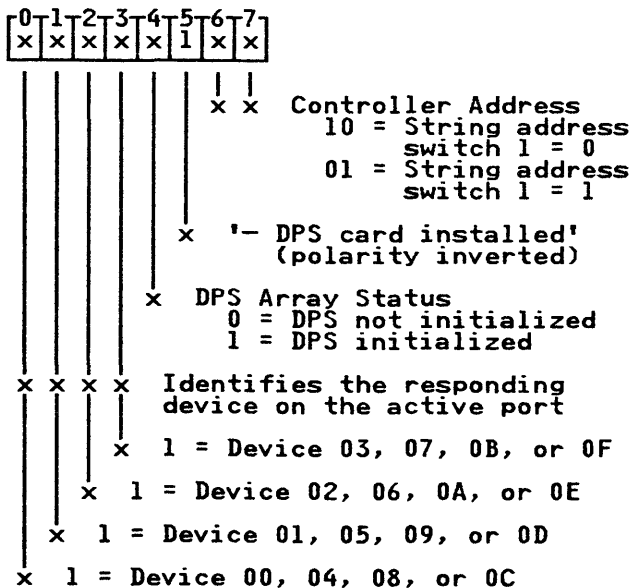 0 1 2 3 4 5 6 7
x x x x x 1 x x
x x Controller Address
10 = String address
switch 1 = 0
01 = String address
switch 1 = 1
x '- DPS card installed'
(polarity inverted)
x DPS Array Status
0 = DPS not initialized
1 = DPS initialized
x x x x Identifies the responding
device on the active port
x 1 = Device 03, 07, 0B, or 0F
x 1 = Device 02, 06, 0A, or 0E
x 1 = Device 01, 05, 09, or 0D
x 1 = Device 00, 04, 08, or 0C